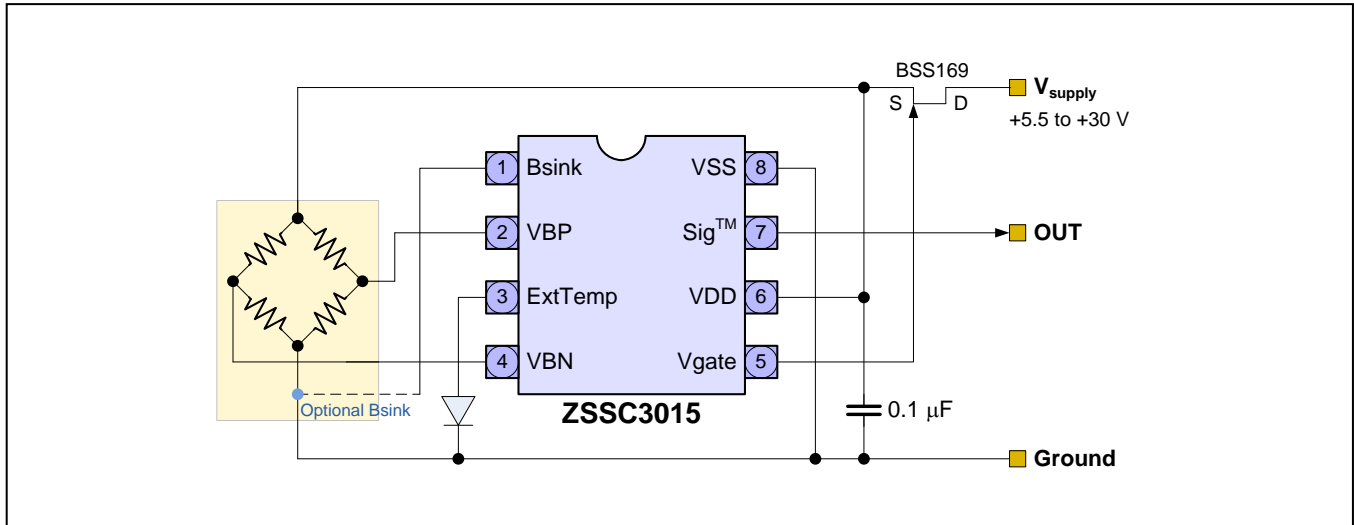 BSS169
S D
Vsupply
+5.5 to +30 V
1 Bsink VSS 8
2 VBP Sig™ 7
OUT
3 ExtTemp VDD 6
4 VBN Vgate 5
Optional Bsink
ZSSC3015
0.1 μF
Ground